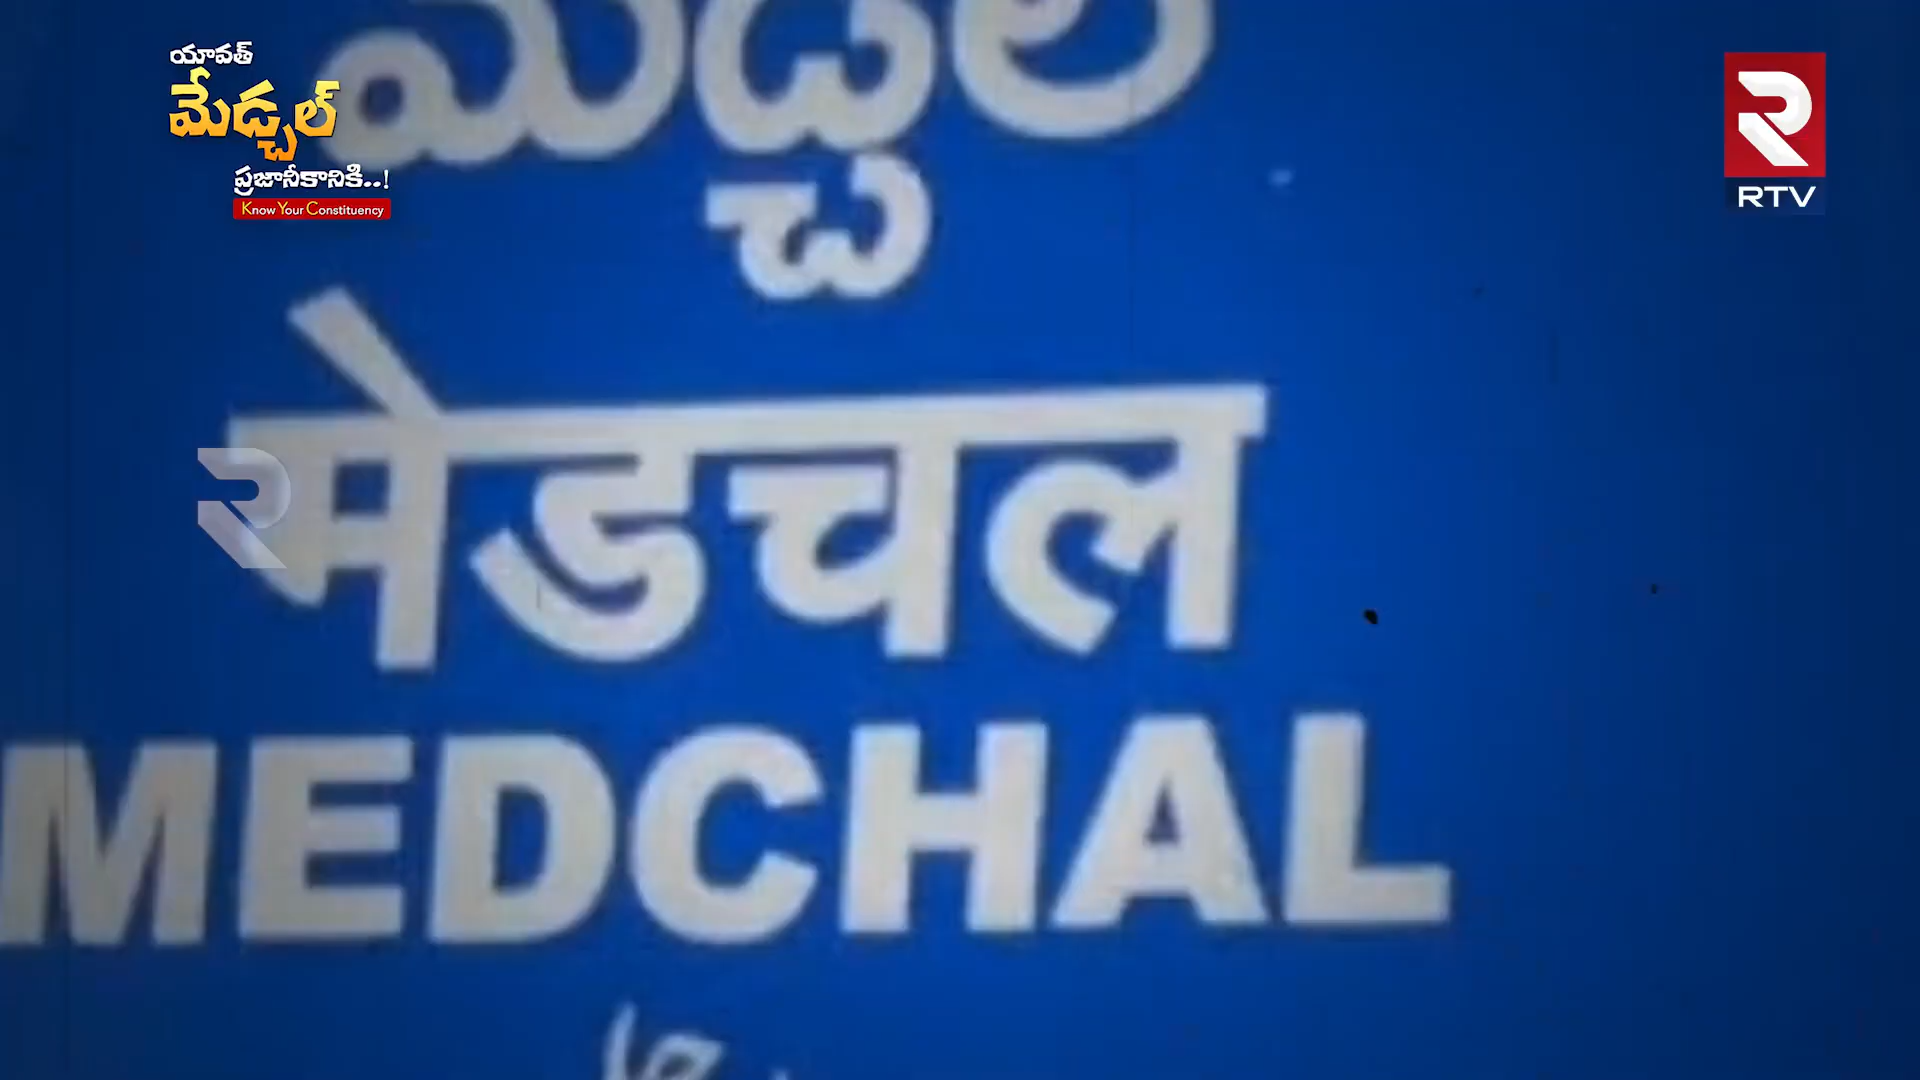 యావత్
మేడ్చల్
ప్రజానీకానికి..!
Know Your Constituency
RTV
మేడ్చల్
मेडचल
MEDCHAL